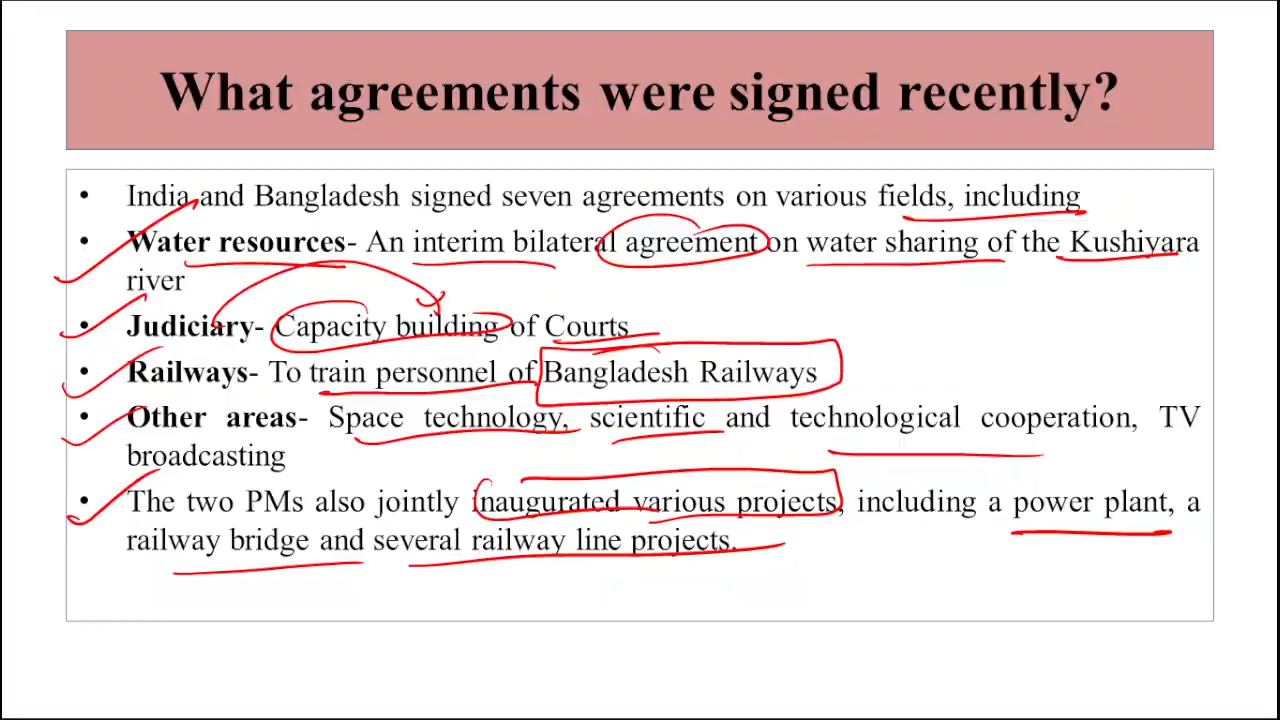 What agreements were signed recently?
• India and Bangladesh signed seven agreements on various fields, including
• Water resources- An interim bilateral agreement on water sharing of the Kushiyara
river
• Judiciary- Capacity building of Courts
• Railways- To train personnel of Bangladesh Railways
• Other areas- Space technology, scientific and technological cooperation, TV
broadcasting
• The two PMs also jointly inaugurated various projects, including a power plant, a
railway bridge and several railway line projects.